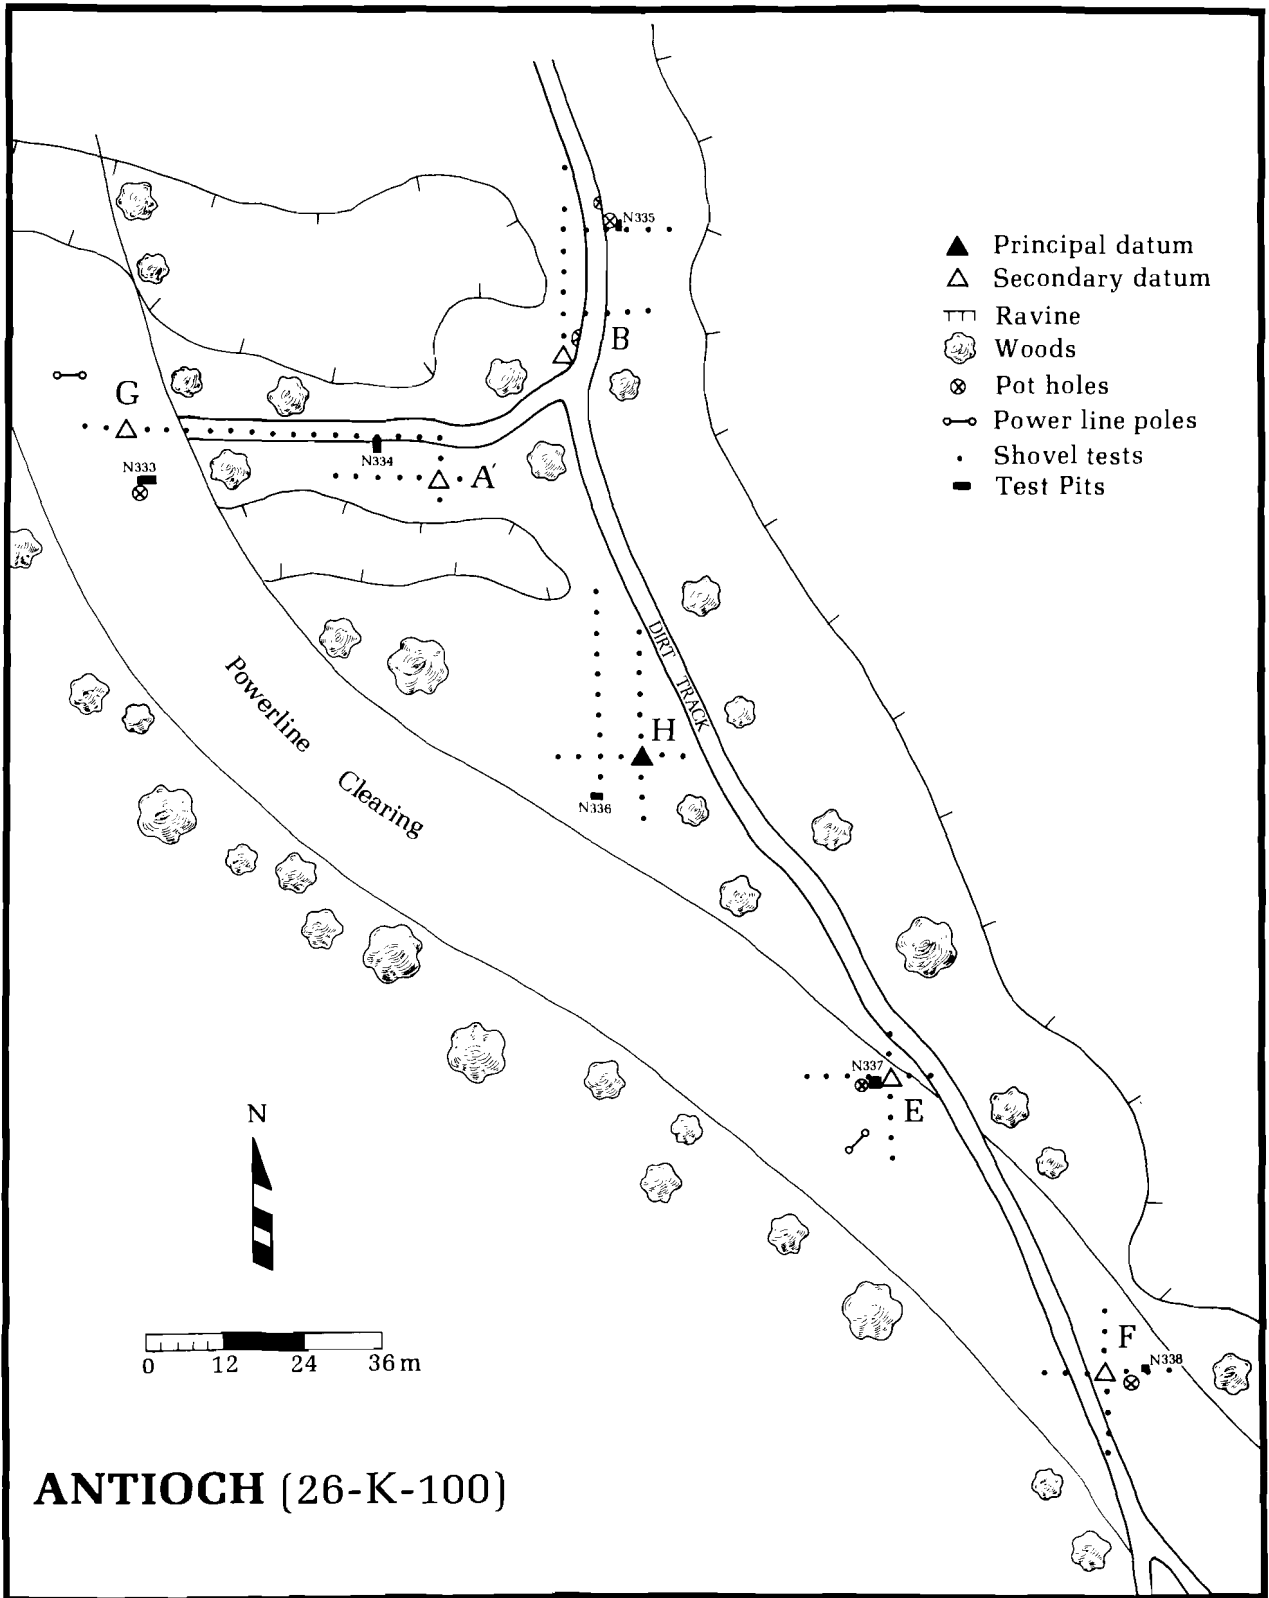 N335
Principal datum
Secondary datum
Ravine
Woods
Pot holes
Power line poles
Shovel tests
Test Pits
B
G
N333
N334
A′
DIRT TRACK
H
N336
Powerline
Clearing
N337
E
N
F
N338
0 12 24 36 m
ANTIOCH (26-K-100)